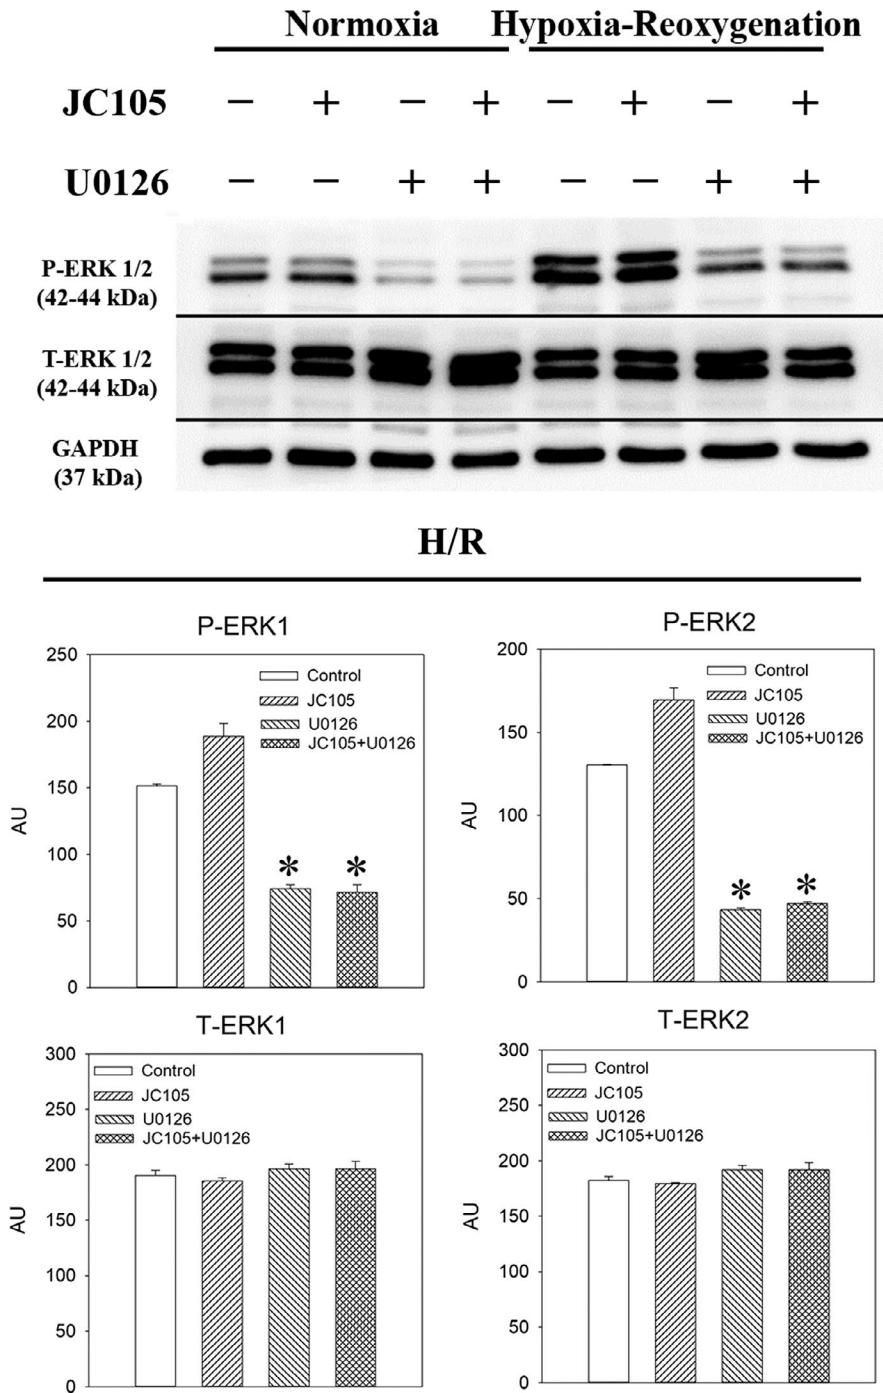 Normoxia Hypoxia-Reoxygenation
JC105 − + − + − + − +
U0126 − − + + − − + +
P-ERK 1/2
(42-44 kDa)
T-ERK 1/2
(42-44 kDa)
GAPDH
(37 kDa)
H/R
P-ERK1
250
200
150
100
50
0
AU
Control
JC105
U0126
JC105+U0126
* *
P-ERK2
200
150
100
50
0
AU
Control
JC105
U0126
JC105+U0126
* *
T-ERK1
300
250
200
150
100
50
0
AU
Control
JC105
U0126
JC105+U0126
T-ERK2
300
250
200
150
100
50
0
AU
Control
JC105
U0126
JC105+U0126